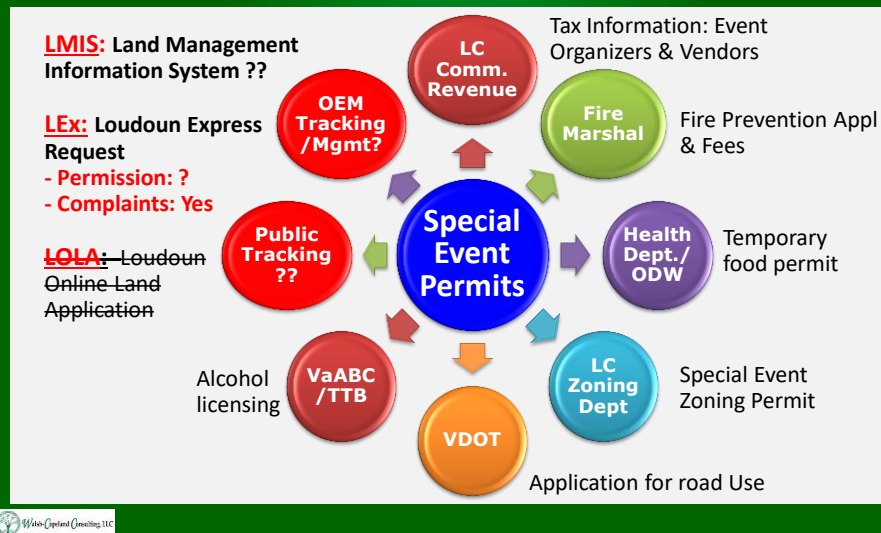 LMIS: Land Management
Information System ??
LEx: Loudoun Express
Request
- Permission: ?
- Complaints: Yes
LOLA: Loudoun
Online Land
Application
LC
Comm.
Revenue
Tax Information: Event
Organizers & Vendors
OEM
Tracking
/Mgmt?
Fire
Marshal
Fire Prevention Appl
& Fees
Public
Tracking
??
Special
Event
Permits
Health
Dept./
ODW
Temporary
food permit
Alcohol
licensing
VaABC
/TTB
VDOT
LC
Zoning
Dept
Special Event
Zoning Permit
Application for road Use
Walsh-Copeland Consulting, LLC